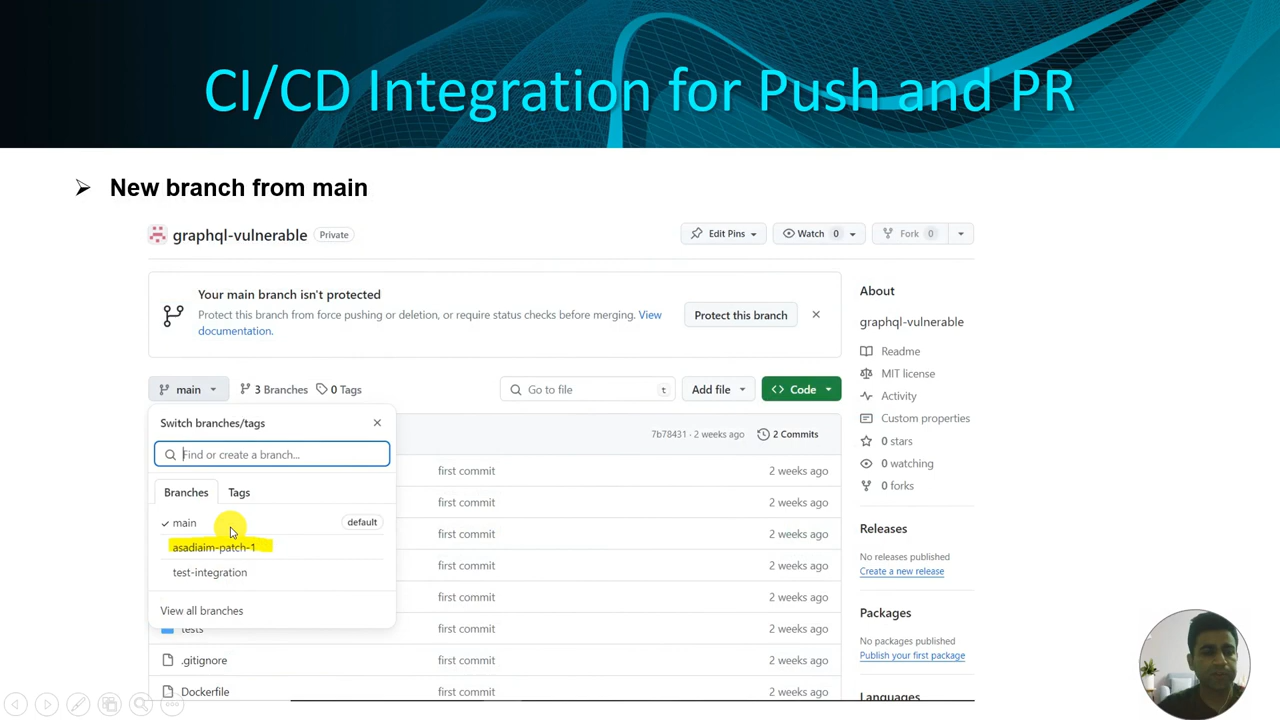 CI/CD Integration for Push and PR
New branch from main
graphql-vulnerable Private
Edit Pins Watch 0 Fork 0
Your main branch isn't protected
Protect this branch from force pushing or deletion, or require status checks before merging. View
documentation.
Protect this branch
main 3 Branches 0 Tags Go to file t Add file Code
Switch branches/tags
Find or create a branch...
Branches Tags
main default
asadiaim-patch-1
test-integration
View all branches
7b78431 · 2 weeks ago 2 Commits
first commit 2 weeks ago
first commit 2 weeks ago
first commit 2 weeks ago
first commit 2 weeks ago
first commit 2 weeks ago
tests first commit 2 weeks ago
.gitignore first commit 2 weeks ago
Dockerfile first commit 2 weeks ago
About
graphql-vulnerable
Readme
MIT license
Activity
Custom properties
0 stars
0 watching
0 forks
Releases
No releases published
Create a new release
Packages
No packages published
Publish your first package
Languages